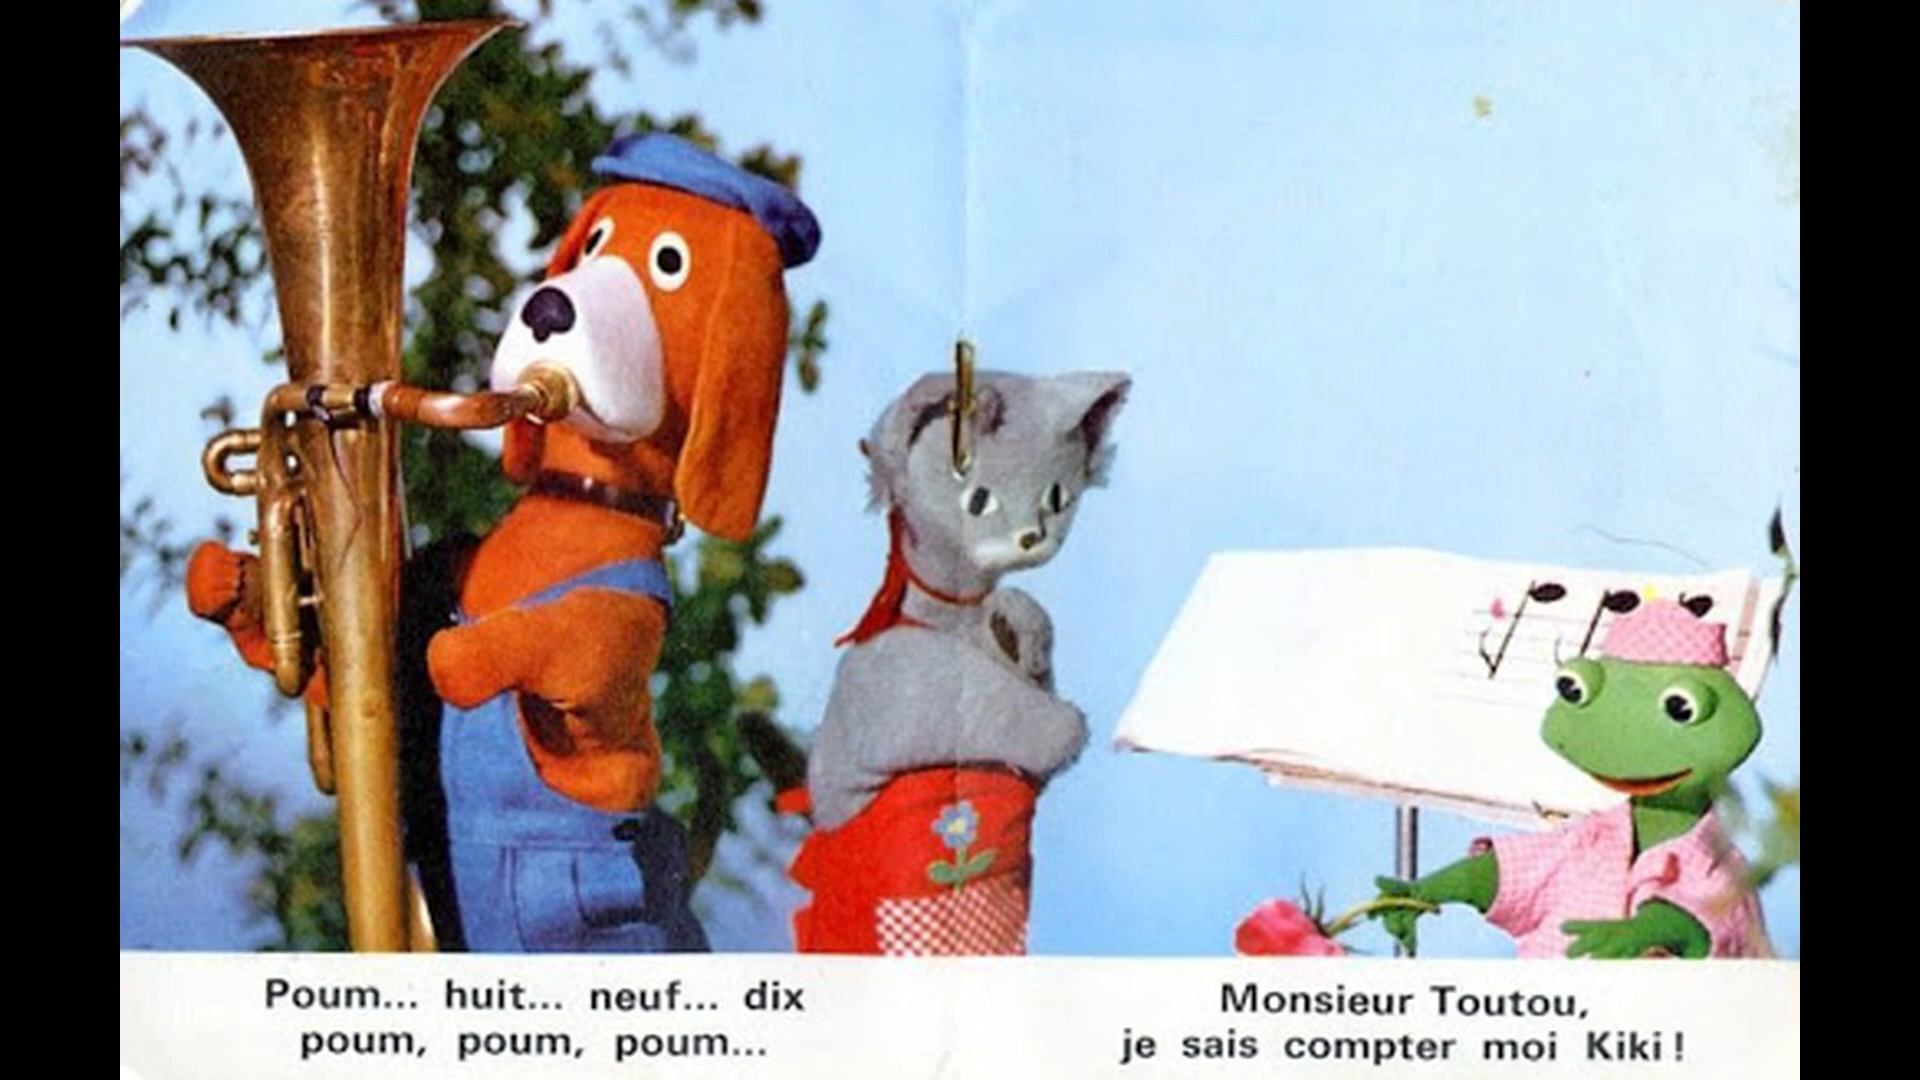 Poum... huit... neuf... dix
poum, poum, poum...
Monsieur Toutou,
je sais compter moi Kiki !